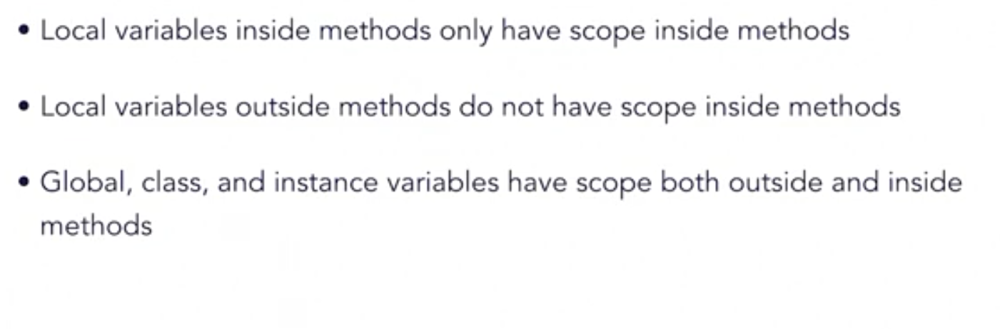 • Local variables inside methods only have scope inside methods
• Local variables outside methods do not have scope inside methods
• Global, class, and instance variables have scope both outside and inside
methods